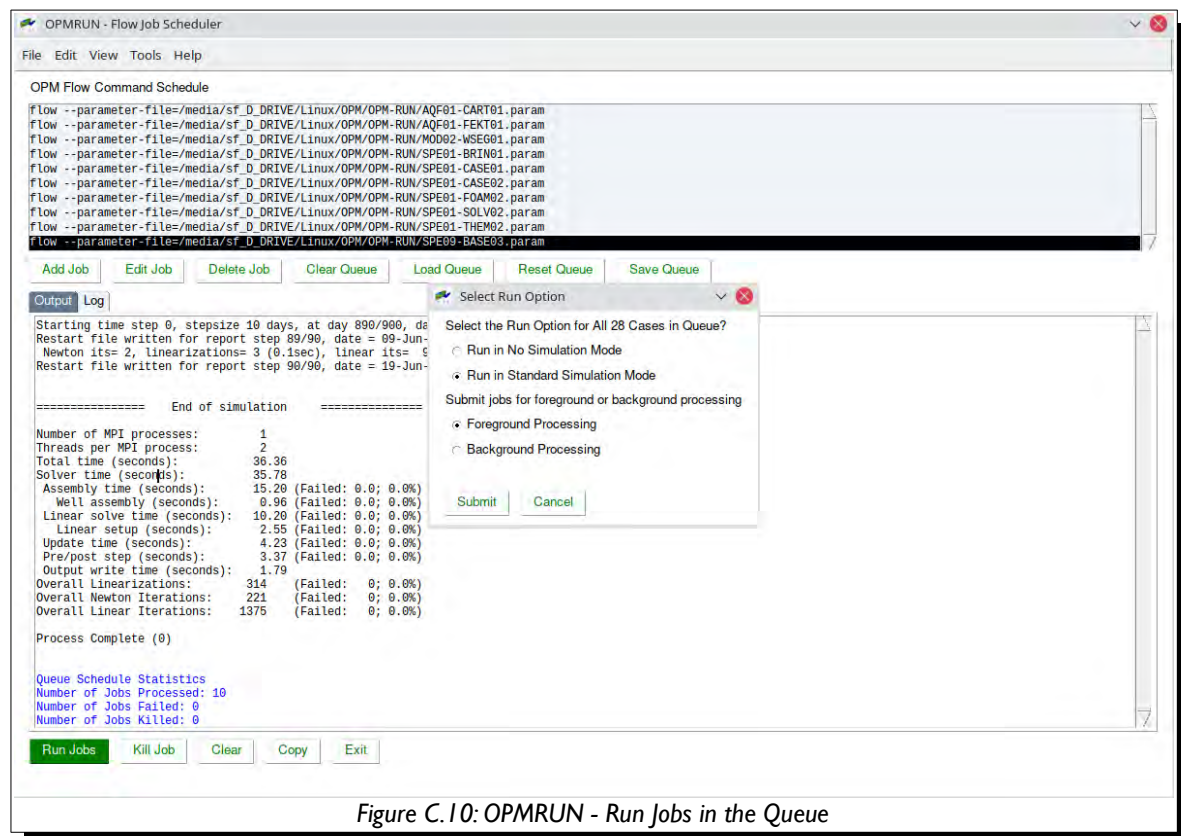 OPMRUN - Flow Job Scheduler
File Edit View Tools Help
OPM Flow Command Schedule
flow --parameter-file=/media/sf_D_DRIVE/Linux/OPM/OPM-RUN/AQF01-CART01.param
flow --parameter-file=/media/sf_D_DRIVE/Linux/OPM/OPM-RUN/AQF01-FEKT01.param
flow --parameter-file=/media/sf_D_DRIVE/Linux/OPM/OPM-RUN/MOD02-WSEG01.param
flow --parameter-file=/media/sf_D_DRIVE/Linux/OPM/OPM-RUN/SPE01-BRIN01.param
flow --parameter-file=/media/sf_D_DRIVE/Linux/OPM/OPM-RUN/SPE01-CASE01.param
flow --parameter-file=/media/sf_D_DRIVE/Linux/OPM/OPM-RUN/SPE01-CASE02.param
flow --parameter-file=/media/sf_D_DRIVE/Linux/OPM/OPM-RUN/SPE01-FOAM02.param
flow --parameter-file=/media/sf_D_DRIVE/Linux/OPM/OPM-RUN/SPE01-SOLV02.param
flow --parameter-file=/media/sf_D_DRIVE/Linux/OPM/OPM-RUN/SPE01-THEM02.param
flow --parameter-file=/media/sf_D_DRIVE/Linux/OPM/OPM-RUN/SPE09-BASE03.param
Add Job Edit Job Delete Job Clear Queue Load Queue Reset Queue Save Queue
Output Log
Starting time step 0, stepsize 10 days, at day 890/900, da
Restart file written for report step 89/90, date = 09-Jun-
Newton its= 2, linearizations= 3 (0.1sec), linear its= 9
Restart file written for report step 90/90, date = 19-Jun-
================ End of simulation ===============
Number of MPI processes: 1
Threads per MPI process: 2
Total time (seconds): 36.36
Solver time (seconds): 35.78
Assembly time (seconds): 15.20 (Failed: 0.0; 0.0%)
Well assembly (seconds): 0.96 (Failed: 0.0; 0.0%)
Linear solve time (seconds): 10.20 (Failed: 0.0; 0.0%)
Linear setup (seconds): 2.55 (Failed: 0.0; 0.0%)
Update time (seconds): 4.23 (Failed: 0.0; 0.0%)
Pre/post step (seconds): 3.37 (Failed: 0.0; 0.0%)
Output write time (seconds): 1.79
Overall Linearizations: 314 (Failed: 0; 0.0%)
Overall Newton Iterations: 221 (Failed: 0; 0.0%)
Overall Linear Iterations: 1375 (Failed: 0; 0.0%)
Process Complete (0)
Queue Schedule Statistics
Number of Jobs Processed: 10
Number of Jobs Failed: 0
Number of Jobs Killed: 0
Select Run Option
Select the Run Option for All 28 Cases in Queue?
Run in No Simulation Mode
Run in Standard Simulation Mode
Submit jobs for foreground or background processing
Foreground Processing
Background Processing
Submit Cancel
Run Jobs Kill Job Clear Copy Exit
Figure C.10: OPMRUN - Run Jobs in the Queue